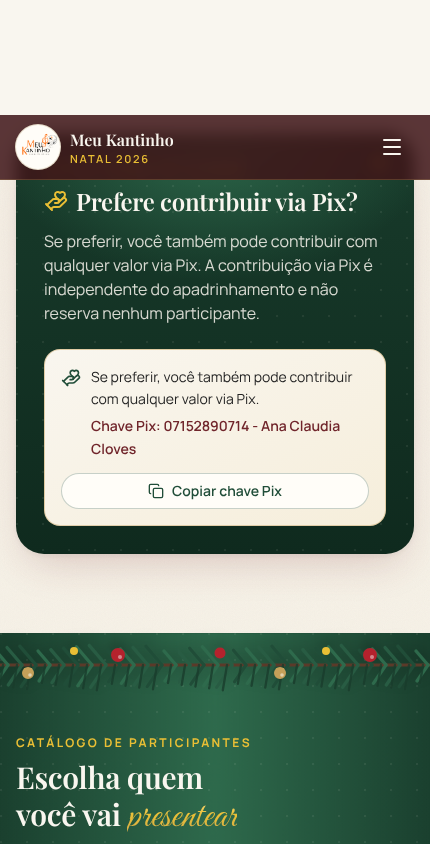 Meu Kantinho
Meu Kantinho
NATAL 2026
Prefere contribuir via Pix?
Se preferir, você também pode contribuir com
qualquer valor via Pix. A contribuição via Pix é
independente do apadrinhamento e não
reserva nenhum participante.
Se preferir, você também pode contribuir
com qualquer valor via Pix.
Chave Pix: 07152890714 - Ana Claudia
Cloves
Copiar chave Pix
CATÁLOGO DE PARTICIPANTES
Escolha quem
você vai presentear